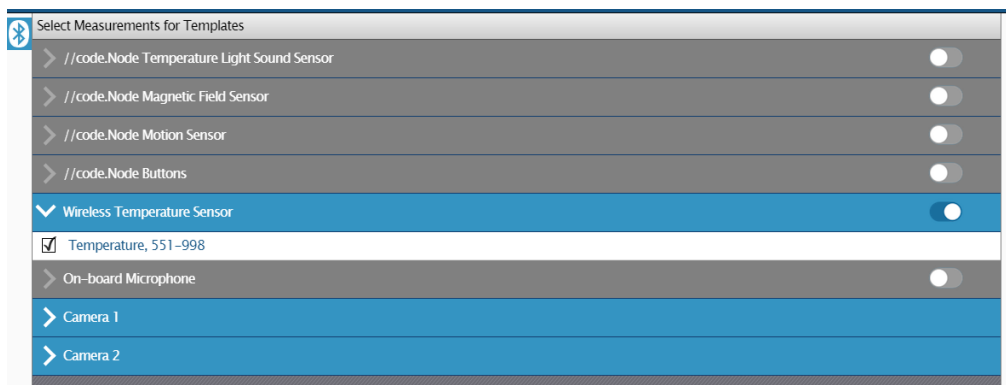 Select Measurements for Templates
//code.Node Temperature Light Sound Sensor
//code.Node Magnetic Field Sensor
//code.Node Motion Sensor
//code.Node Buttons
Wireless Temperature Sensor
Temperature, 551-998
On-board Microphone
Camera 1
Camera 2